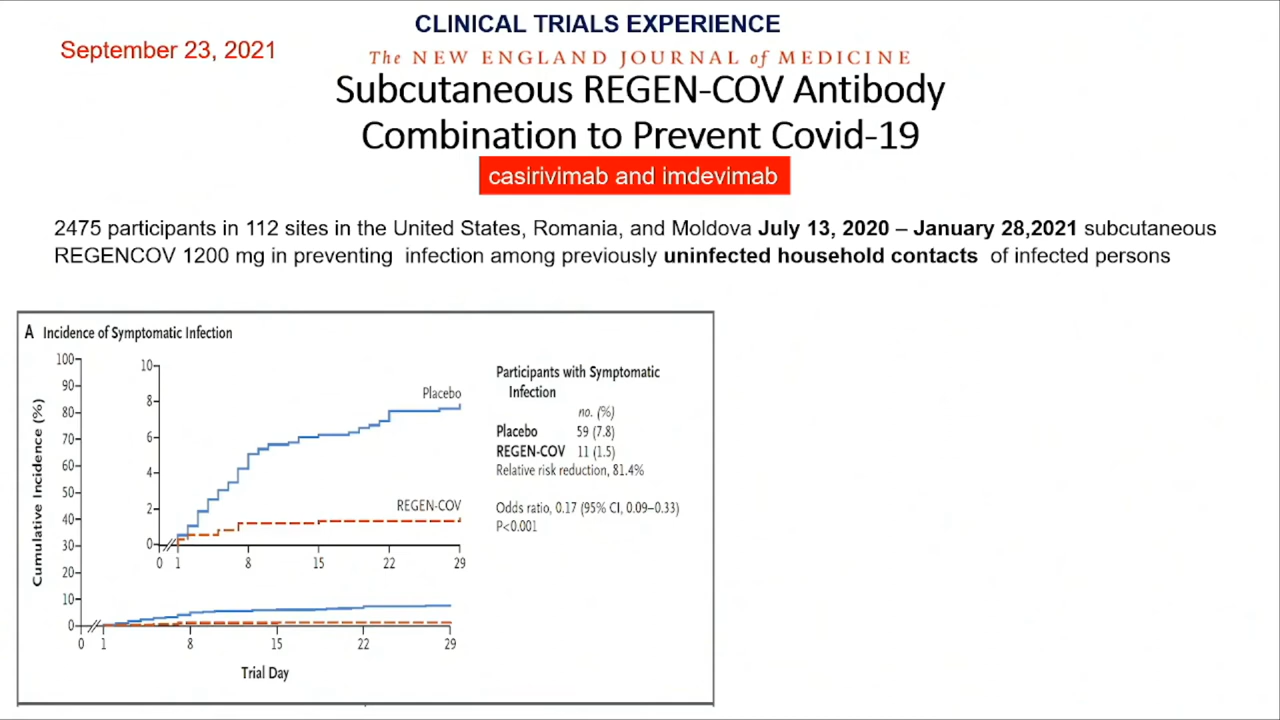 CLINICAL TRIALS EXPERIENCE
September 23, 2021
The NEW ENGLAND JOURNAL of MEDICINE
Subcutaneous REGEN-COV Antibody
Combination to Prevent Covid-19
casirivimab and imdevimab
2475 participants in 112 sites in the United States, Romania, and Moldova July 13, 2020 – January 28,2021 subcutaneous
REGENCOV 1200 mg in preventing infection among previously uninfected household contacts of infected persons
A Incidence of Symptomatic Infection
Cumulative Incidence (%)
100
90
80
70
60
50
40
30
20
10
0
0 1 8 15 22 29
Trial Day
10
8
6
4
2
0
0 1 8 15 22 29
Placebo
REGEN-COV
Participants with Symptomatic
Infection
no. (%)
Placebo 59 (7.8)
REGEN-COV 11 (1.5)
Relative risk reduction, 81.4%
Odds ratio, 0.17 (95% CI, 0.09–0.33)
P<0.001